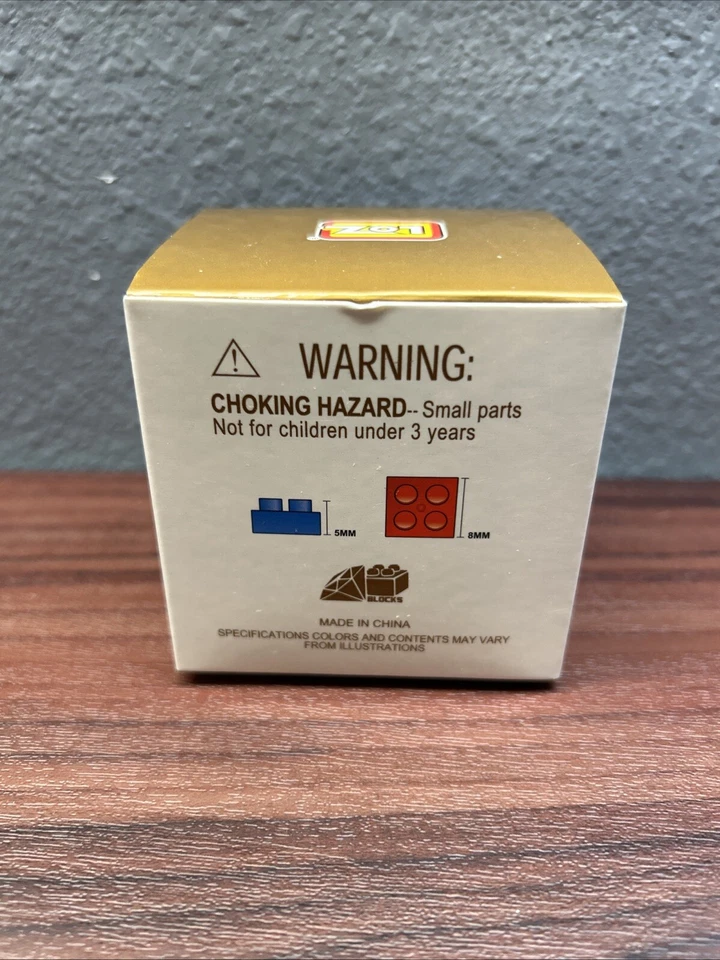 LOZ
WARNING:
CHOKING HAZARD-- Small parts
Not for children under 3 years
5MM
8MM
BLOCKS
MADE IN CHINA
SPECIFICATIONS COLORS AND CONTENTS MAY VARY
FROM ILLUSTRATIONS